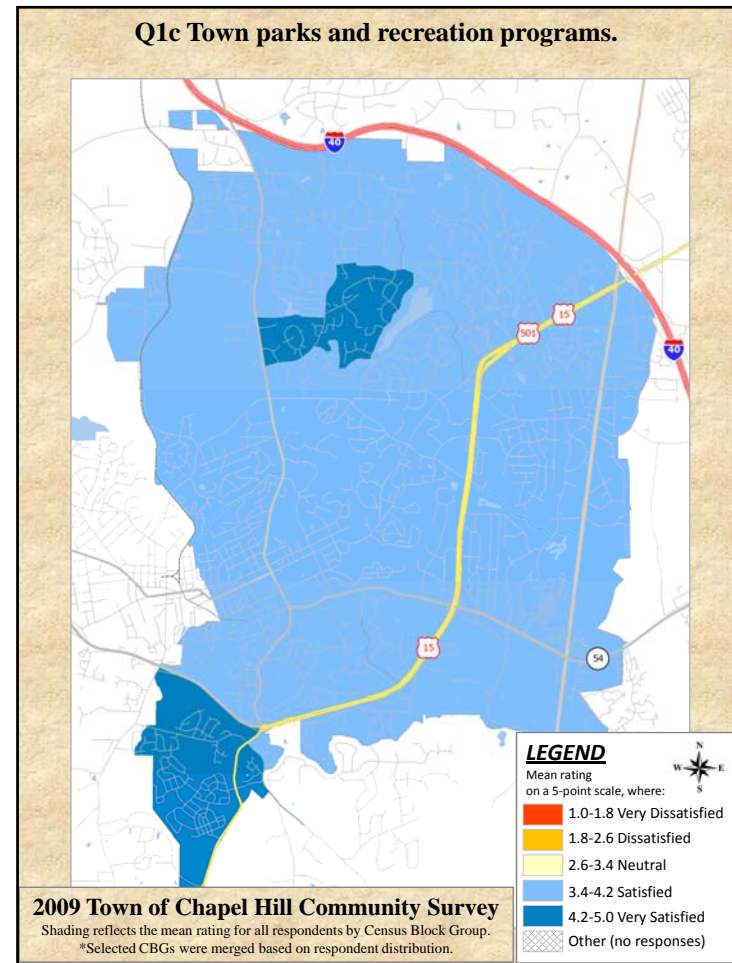 Q1c Town parks and recreation programs.
40
15
501
40
15
54
LEGEND
Mean rating
on a 5-point scale, where:
N
W E
S
1.0-1.8 Very Dissatisfied
1.8-2.6 Dissatisfied
2.6-3.4 Neutral
3.4-4.2 Satisfied
4.2-5.0 Very Satisfied
Other (no responses)
2009 Town of Chapel Hill Community Survey
Shading reflects the mean rating for all respondents by Census Block Group.
*Selected CBGs were merged based on respondent distribution.